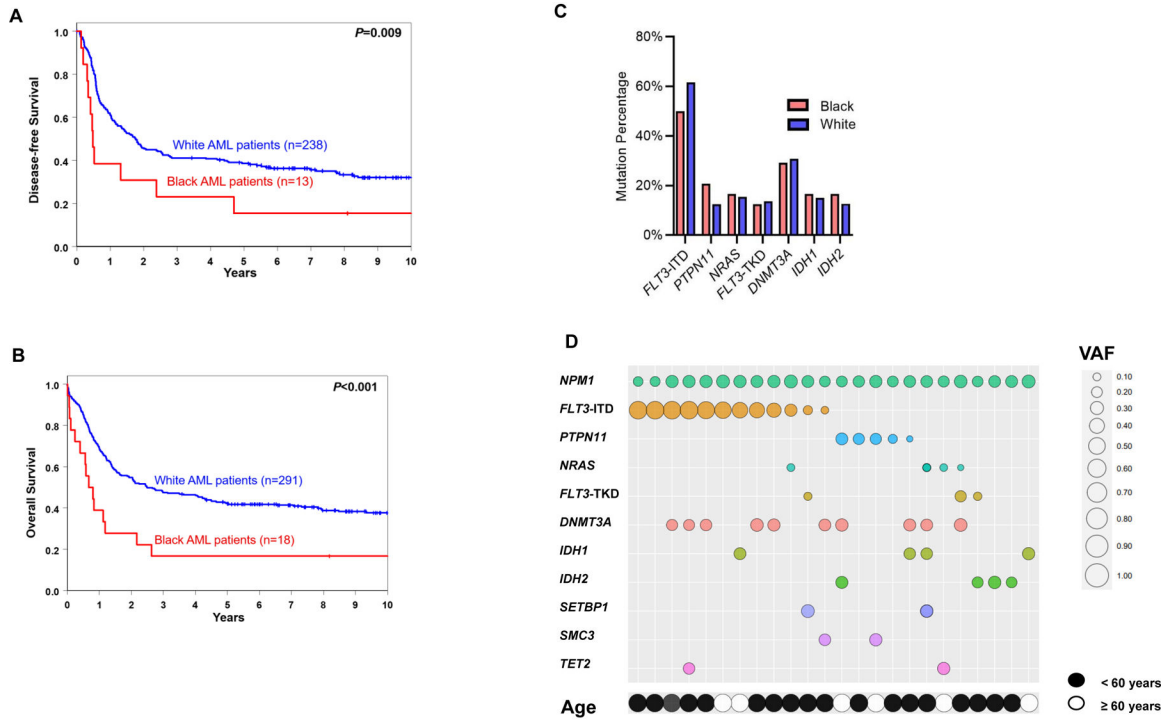 A
P=0.009
1.0
0.8
0.6
0.4
0.2
0.0
Disease-free Survival
White AML patients (n=238)
Black AML patients (n=13)
0 1 2 3 4 5 6 7 8 9 10
Years
B
P<0.001
1.0
0.8
0.6
0.4
0.2
0.0
Overall Survival
White AML patients (n=291)
Black AML patients (n=18)
0 1 2 3 4 5 6 7 8 9 10
Years
C
80%
60%
40%
20%
0%
Mutation Percentage
Black
White
FLT3-ITD
PTPN11
NRAS
FLT3-TKD
DNMT3A
IDH1
IDH2
D
NPM1
FLT3-ITD
PTPN11
NRAS
FLT3-TKD
DNMT3A
IDH1
IDH2
SETBP1
SMC3
TET2
Age
VAF
0.10
0.20
0.30
0.40
0.50
0.60
0.70
0.80
0.90
1.00
< 60 years
≥ 60 years